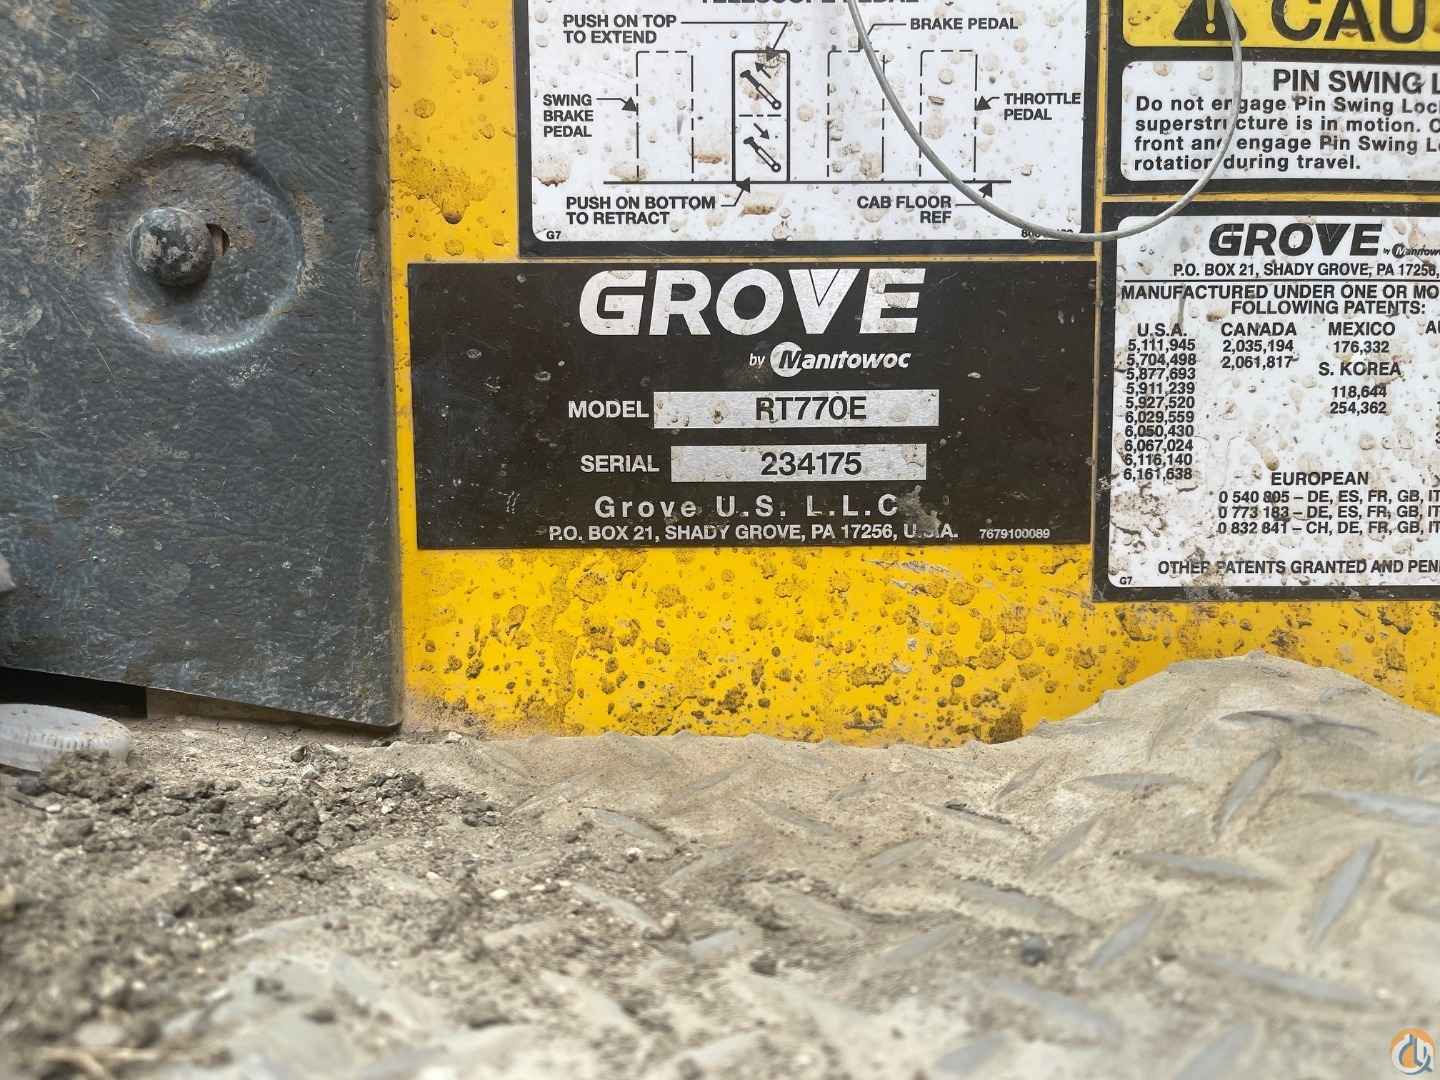 PUSH ON TOP
TO EXTEND
BRAKE PEDAL
SWING
BRAKE
PEDAL
THROTTLE
PEDAL
PUSH ON BOTTOM
TO RETRACT
CAB FLOOR
REF
G7
CAU
PIN SWING L
Do not engage Pin Swing Loc
superstructure is in motion. C
front and engage Pin Swing L
rotation during travel.
GROVE
by Manitowoc
MODEL RT770E
SERIAL 234175
Grove U.S. L.L.C
P.O. BOX 21, SHADY GROVE, PA 17256, U.S.A. 7679100089
GROVE by Manitow
P.O. BOX 21, SHADY GROVE, PA 17256,
MANUFACTURED UNDER ONE OR MO
FOLLOWING PATENTS:
U.S.A. CANADA MEXICO
5,111,945 2,035,194 176,332
5,704,498 2,061,817
5,877,693 S. KOREA
5,911,239 118,644
5,927,520 254,362
6,029,559
6,050,430
6,067,024
6,116,140
6,161,638
EUROPEAN
0 540 805 – DE, ES, FR, GB, IT
0 773 183 – DE, ES, FR, GB, IT
0 832 841 – CH, DE, FR, GB, IT
OTHER PATENTS GRANTED AND PEN
G7